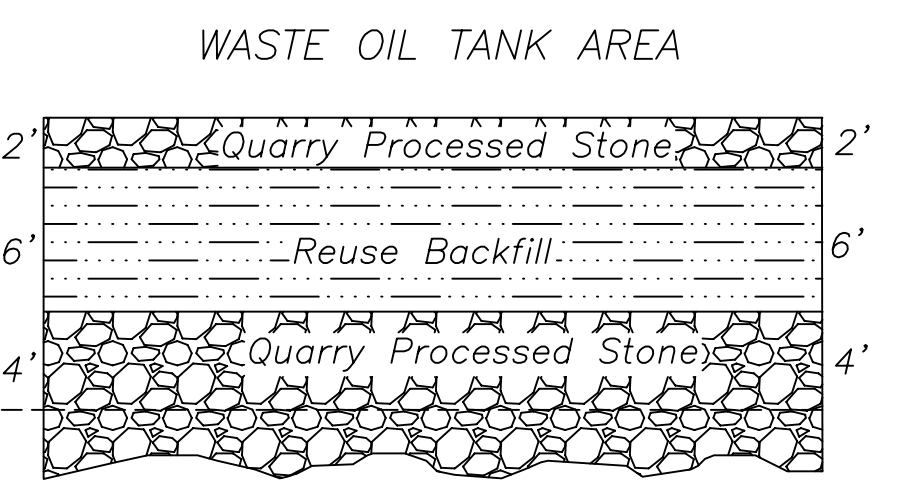 WASTE OIL TANK AREA
2' Quarry Processed Stone 2'
6' Reuse Backfill 6'
4' Quarry Processed Stone 4'